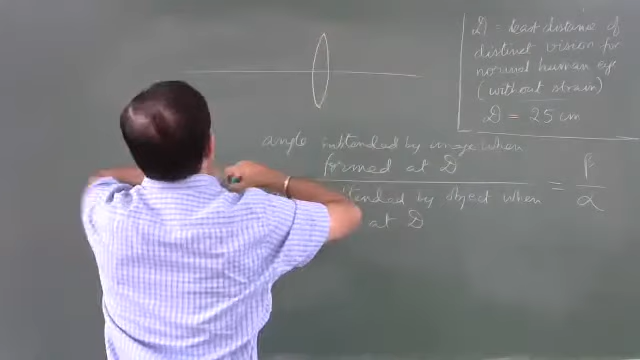 D = least distance of
distinct vision for
normal human eye
(without strain)
D = 25 cm
angle subtended by image when
formed at D
tended by object when
at D
= β
α